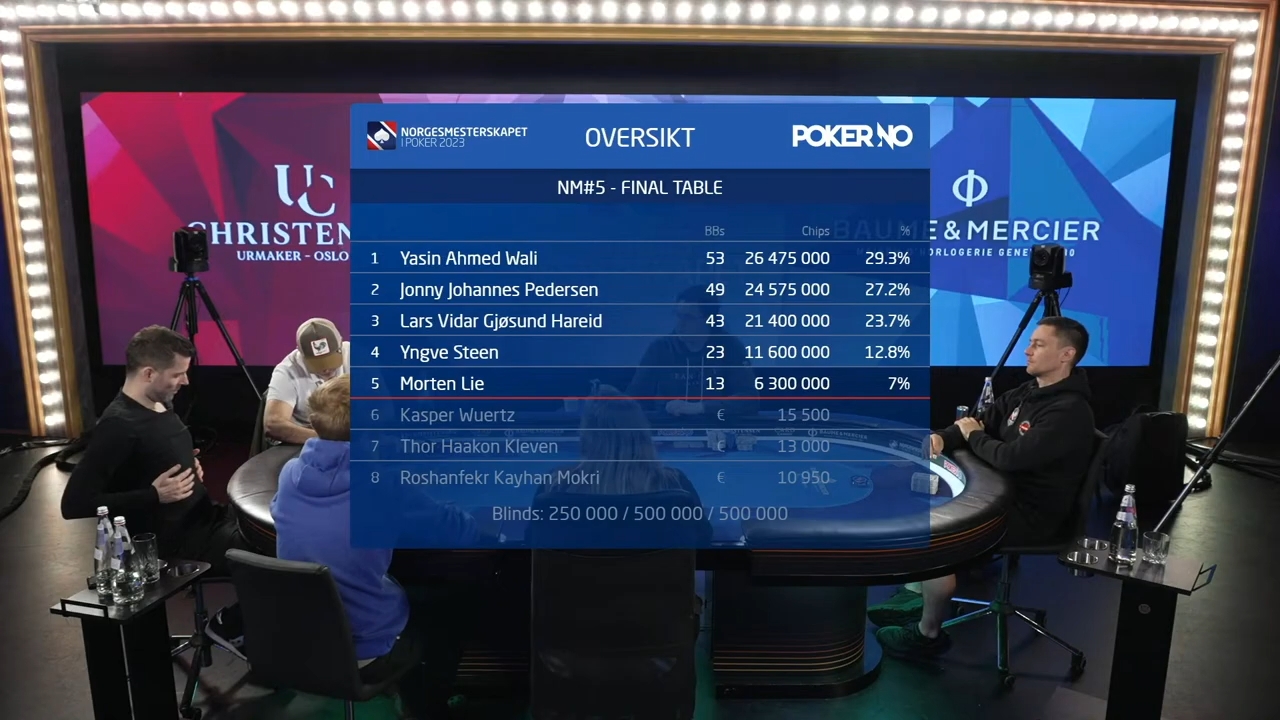 NORGESMESTERSKAPET
I POKER 2023
OVERSIKT
POKER NO
NM#5 - FINAL TABLE
BBs Chips %
1 Yasin Ahmed Wali 53 26 475 000 29.3%
2 Jonny Johannes Pedersen 49 24 575 000 27.2%
3 Lars Vidar Gjøsund Hareid 43 21 400 000 23.7%
4 Yngve Steen 23 11 600 000 12.8%
5 Morten Lie 13 6 300 000 7%
6 Kasper Wuertz € 15 500
7 Thor Haakon Kleven € 13 000
8 Roshanfekr Kayhan Mokri € 10 950
Blinds: 250 000 / 500 000 / 500 000
UC
CHRISTEN
URMAKER - OSLO
BAUME & MERCIER